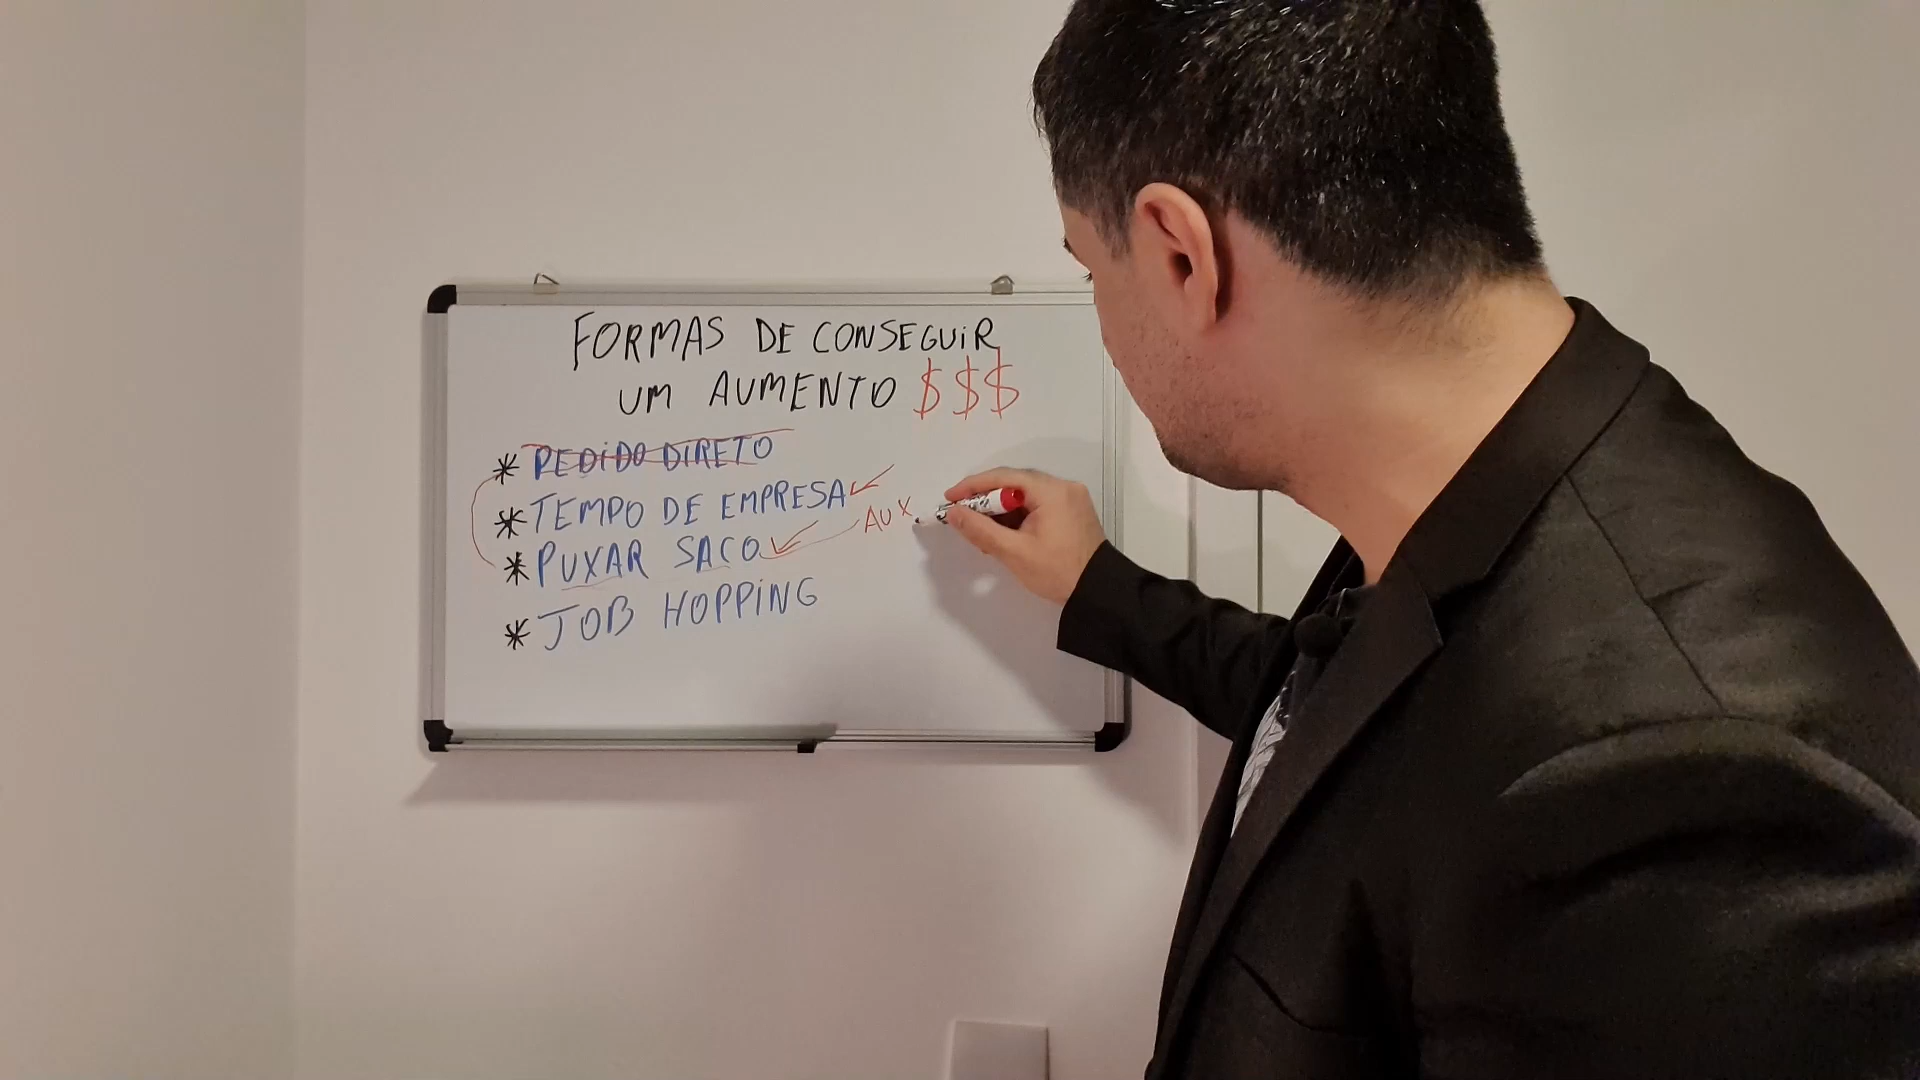 FORMAS DE CONSEGUIR
UM AUMENTO $$$
* PEDIDO DIRETO
* TEMPO DE EMPRESA
AUX
* PUXAR SACO
* JOB HOPPING